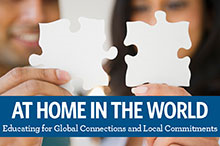 AT HOME IN THE WORLD
Educating for Global Connections and Local Commitments